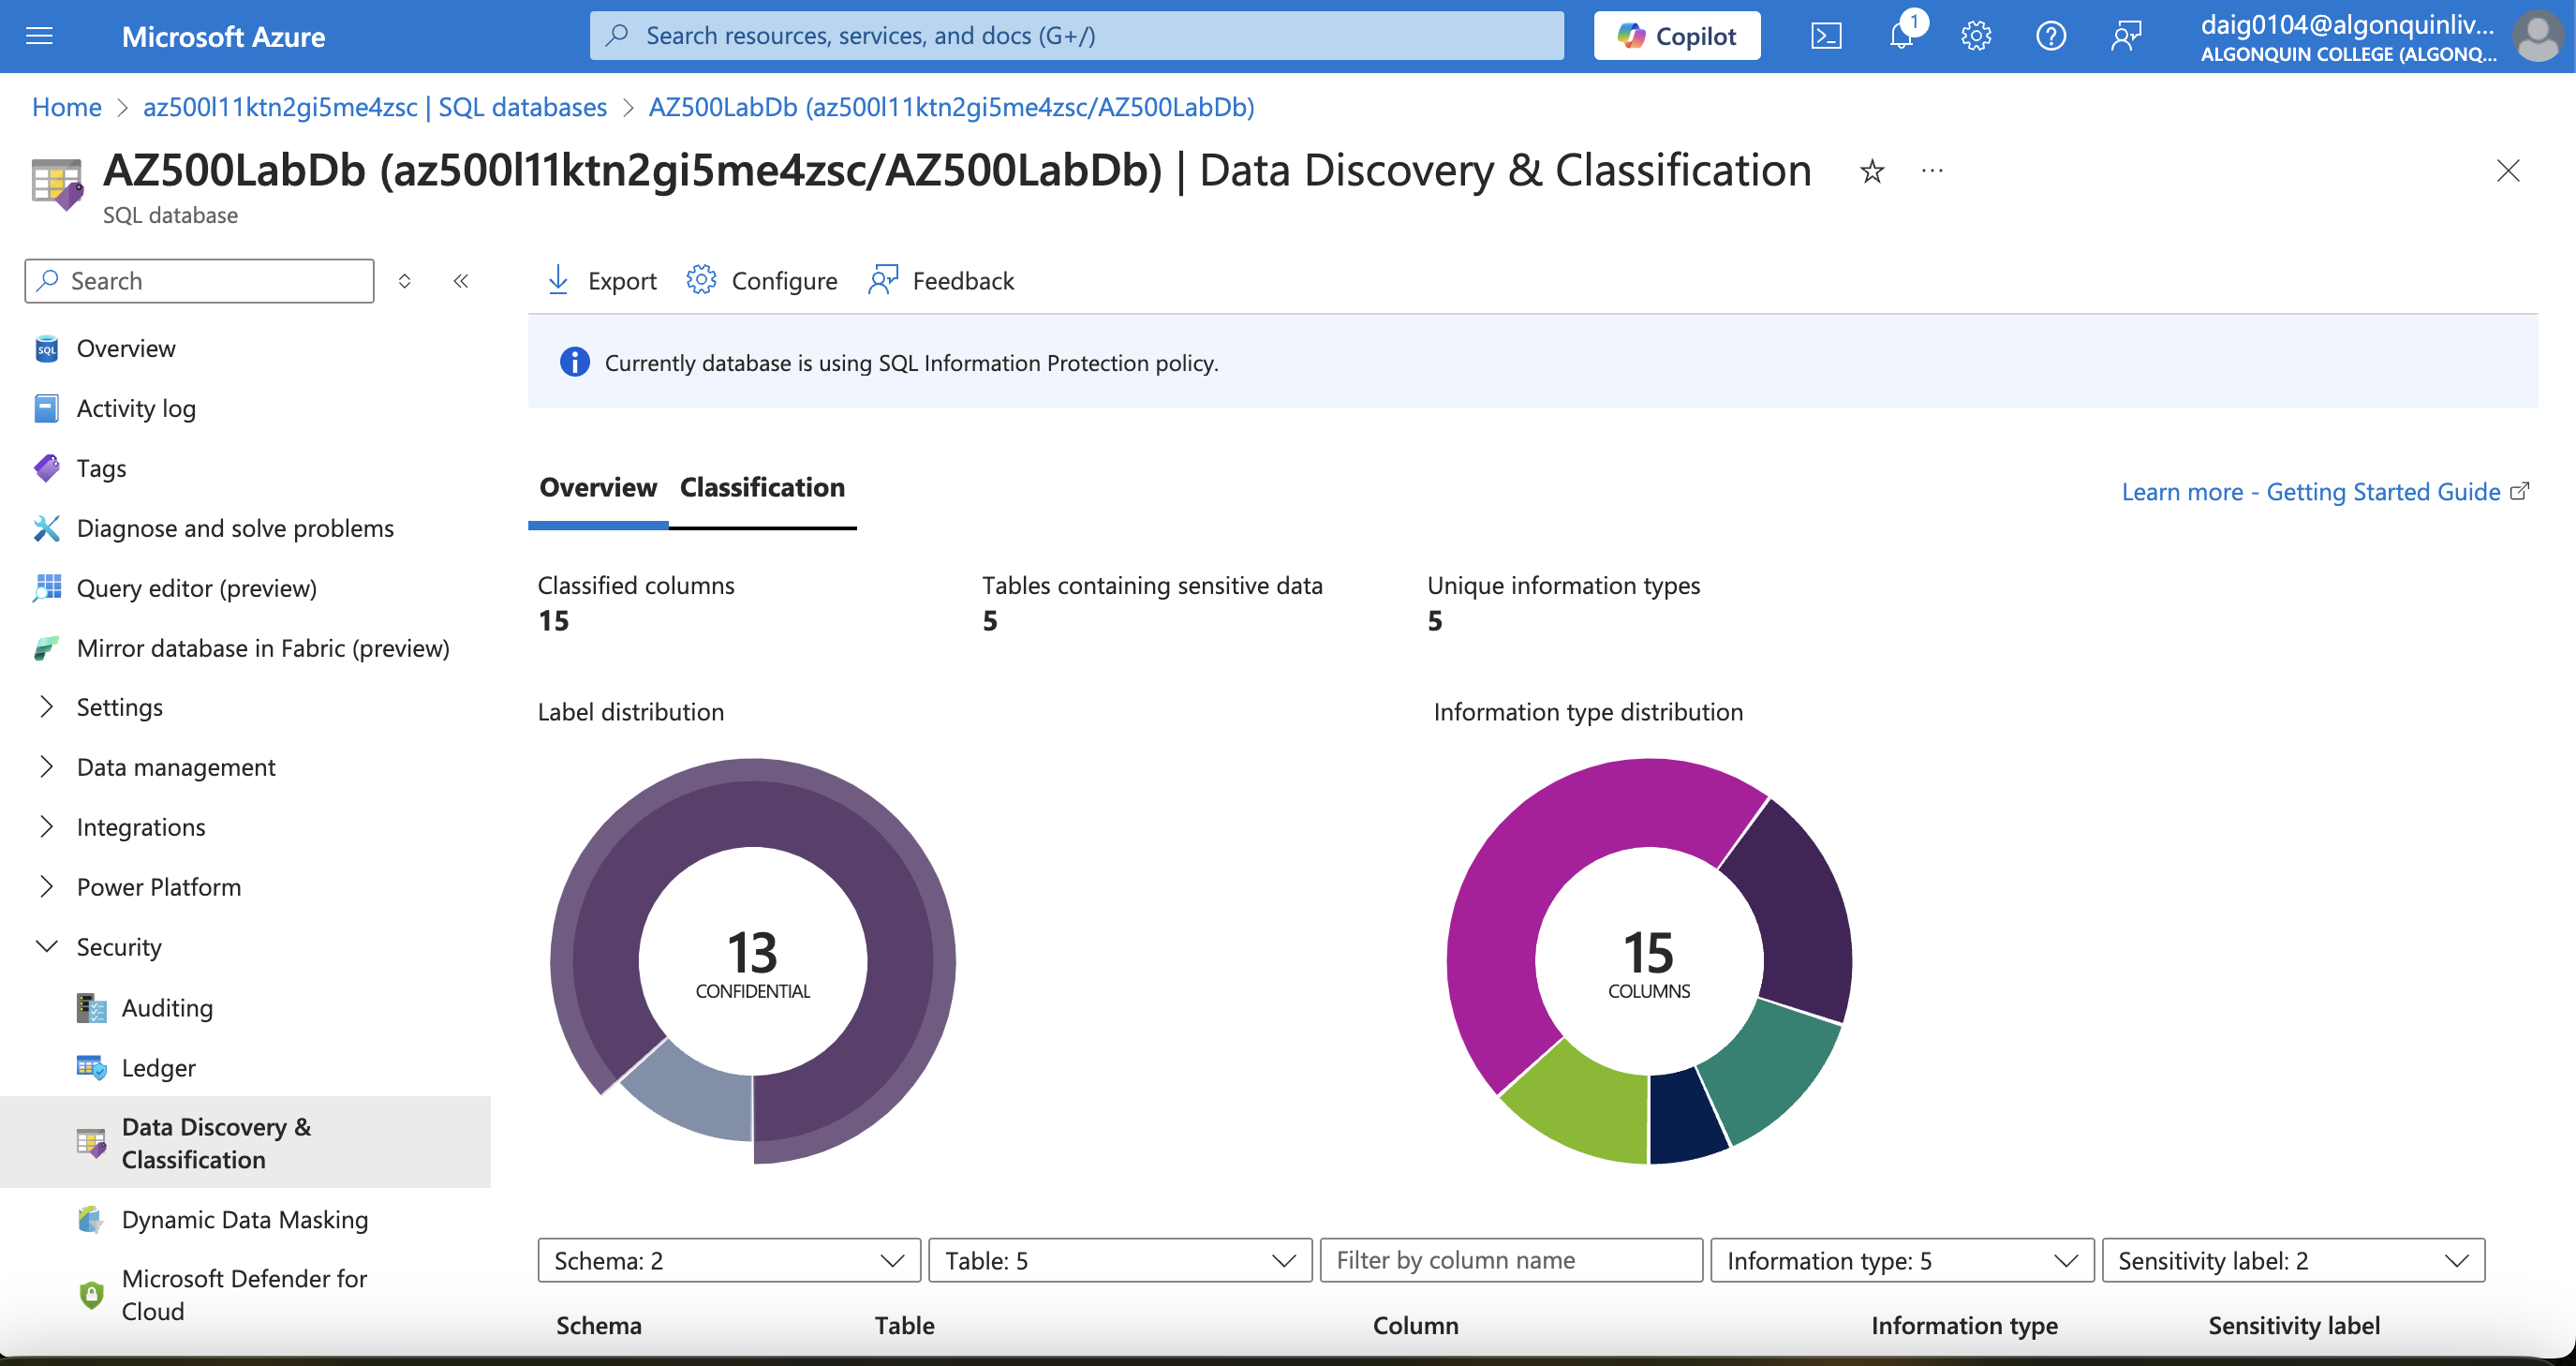 Microsoft Azure
Search resources, services, and docs (G+/)
Copilot
1
daig0104@algonquinliv...
ALGONQUIN COLLEGE (ALGONQ...
Home > az500l11ktn2gi5me4zsc | SQL databases > AZ500LabDb (az500l11ktn2gi5me4zsc/AZ500LabDb)
AZ500LabDb (az500l11ktn2gi5me4zsc/AZ500LabDb) | Data Discovery & Classification
SQL database
Search
Overview
Activity log
Tags
Diagnose and solve problems
Query editor (preview)
Mirror database in Fabric (preview)
Settings
Data management
Integrations
Power Platform
Security
Auditing
Ledger
Data Discovery &
Classification
Dynamic Data Masking
Microsoft Defender for
Cloud
Export
Configure
Feedback
Currently database is using SQL Information Protection policy.
Overview
Classification
Learn more - Getting Started Guide
Classified columns
15
Tables containing sensitive data
5
Unique information types
5
Label distribution
13
CONFIDENTIAL
Information type distribution
15
COLUMNS
Schema: 2
Table: 5
Filter by column name
Information type: 5
Sensitivity label: 2
Schema
Table
Column
Information type
Sensitivity label